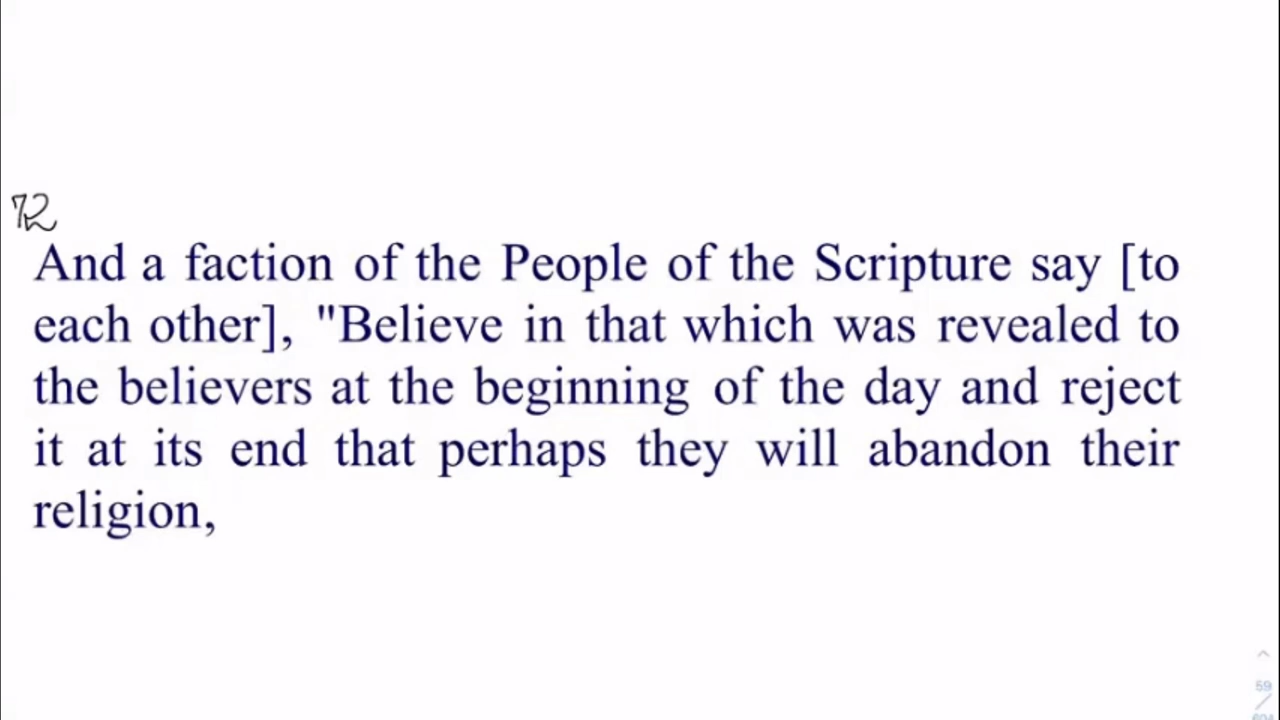 72
And a faction of the People of the Scripture say [to
each other], "Believe in that which was revealed to
the believers at the beginning of the day and reject
it at its end that perhaps they will abandon their
religion,
59
/
604